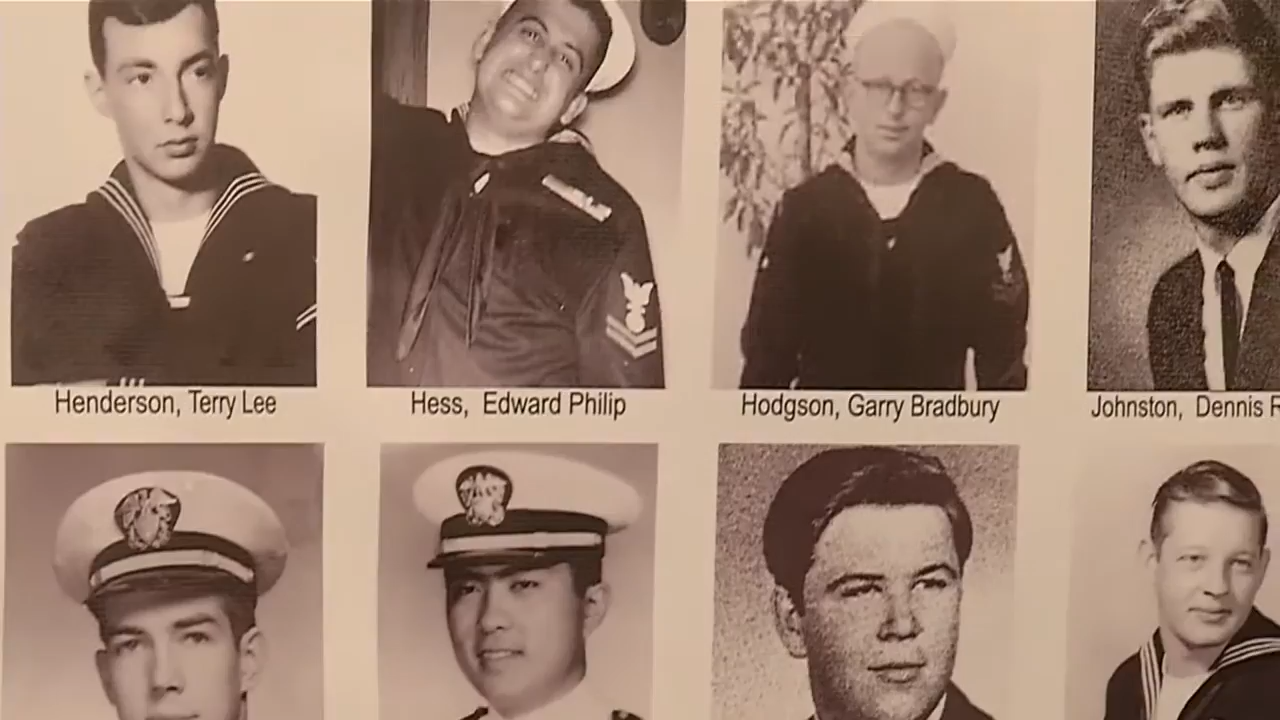 Henderson, Terry Lee
Hess, Edward Philip
Hodgson, Garry Bradbury
Johnston, Dennis